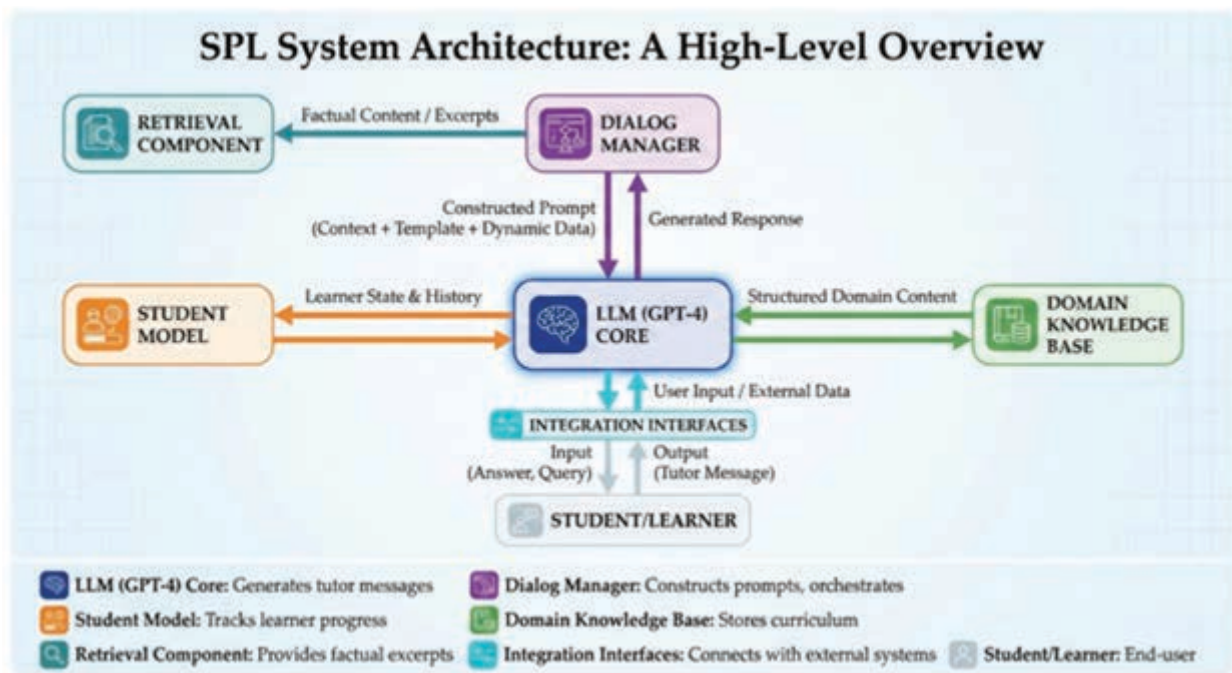 SPL System Architecture: A High-Level Overview
RETRIEVAL
COMPONENT
Factual Content / Excerpts
DIALOG
MANAGER
Constructed Prompt
(Context + Template + Dynamic Data)
Generated Response
STUDENT
MODEL
Learner State & History
LLM (GPT-4)
CORE
Structured Domain Content
DOMAIN
KNOWLEDGE
BASE
User Input / External Data
INTEGRATION INTERFACES
Input
(Answer, Query)
Output
(Tutor Message)
STUDENT/LEARNER
LLM (GPT-4) Core: Generates tutor messages
Dialog Manager: Constructs prompts, orchestrates
Student Model: Tracks learner progress
Domain Knowledge Base: Stores curriculum
Retrieval Component: Provides factual excerpts
Integration Interfaces: Connects with external systems
Student/Learner: End-user